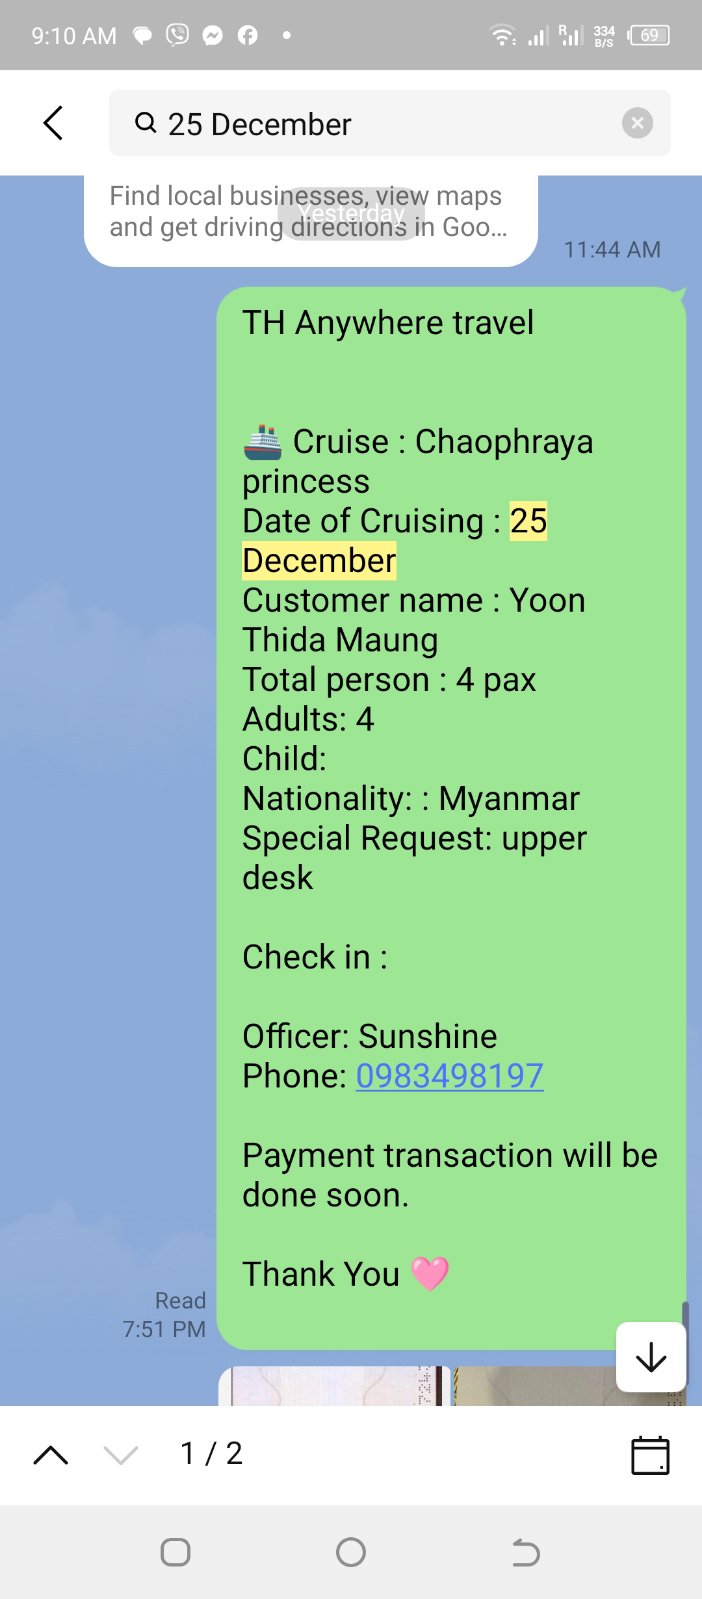 9:10 AM
R
334
B/S
69
25 December
Find local businesses, view maps
and get driving directions in Goo...
Yesterday
11:44 AM
TH Anywhere travel
🚢 Cruise : Chaophraya
princess
Date of Cruising : 25
December
Customer name : Yoon
Thida Maung
Total person : 4 pax
Adults: 4
Child:
Nationality: : Myanmar
Special Request: upper
desk
Check in :
Officer: Sunshine
Phone: 0983498197
Payment transaction will be
done soon.
Thank You 🩷
Read
7:51 PM
1 / 2